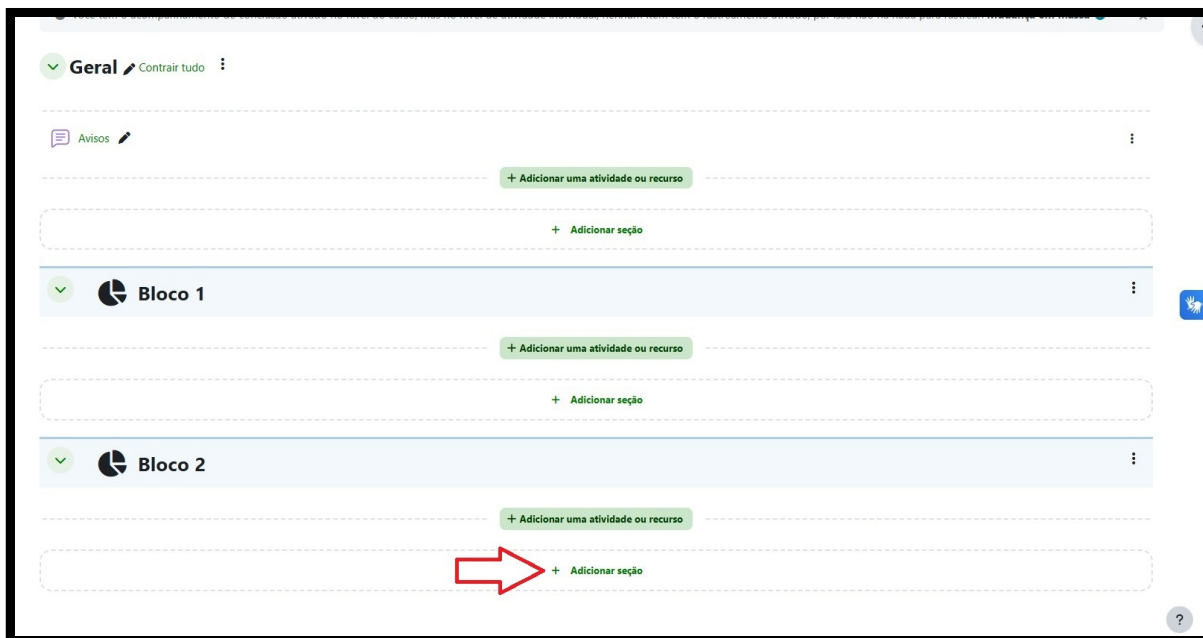 Geral Contrair tudo
Avisos
+ Adicionar uma atividade ou recurso
+ Adicionar seção
Bloco 1
+ Adicionar uma atividade ou recurso
+ Adicionar seção
Bloco 2
+ Adicionar uma atividade ou recurso
+ Adicionar seção
?